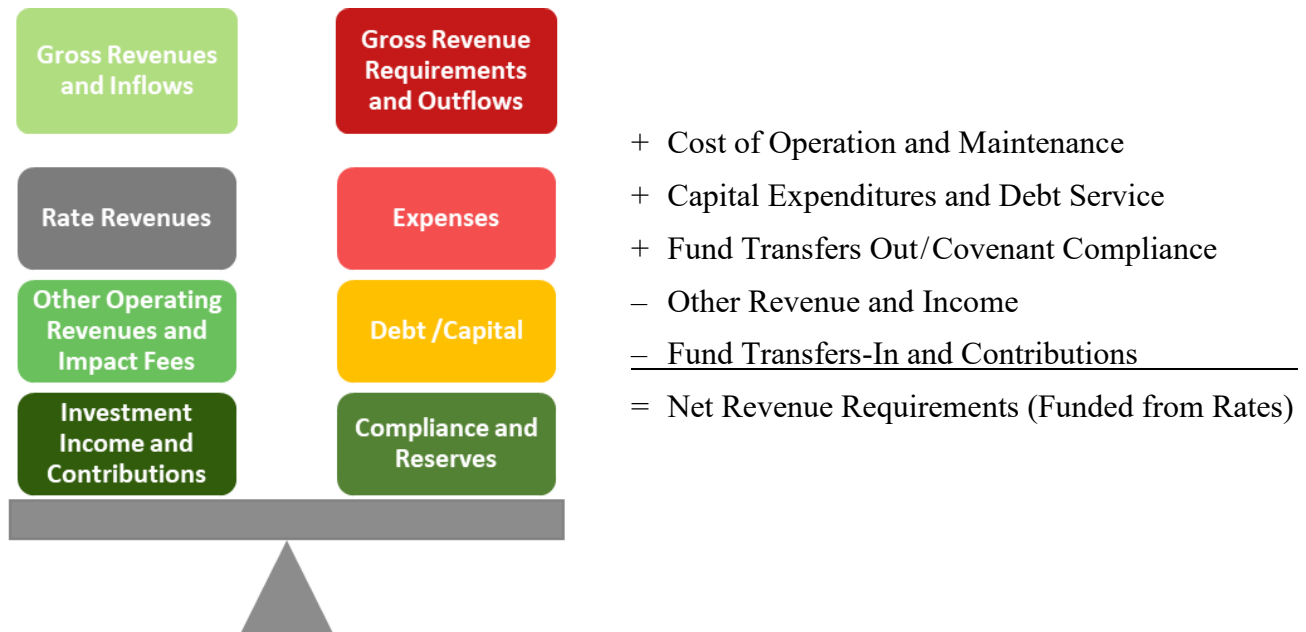 Gross Revenues
and Inflows
Gross Revenue
Requirements
and Outflows
Rate Revenues
Expenses
Other Operating
Revenues and
Impact Fees
Debt /Capital
Investment
Income and
Contributions
Compliance and
Reserves
+ Cost of Operation and Maintenance
+ Capital Expenditures and Debt Service
+ Fund Transfers Out/Covenant Compliance
– Other Revenue and Income
– Fund Transfers-In and Contributions
= Net Revenue Requirements (Funded from Rates)